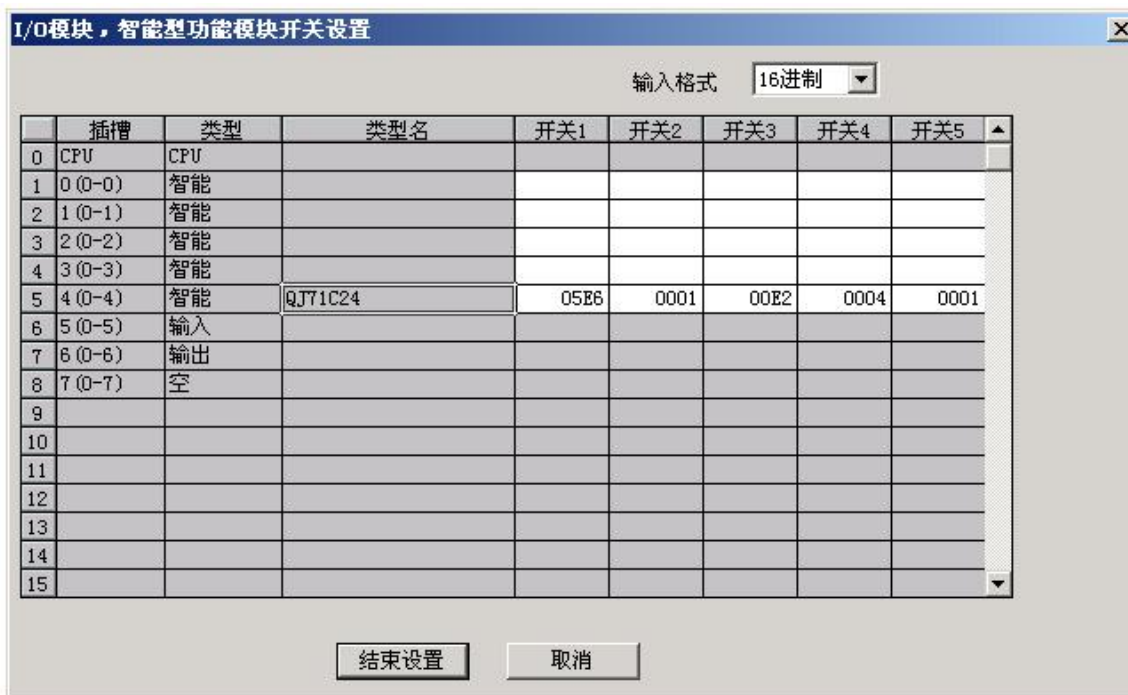 I/O模块，智能型功能模块开关设置
输入格式 16进制
插槽 类型 类型名 开关1 开关2 开关3 开关4 开关5
0 CPU CPU
1 0(0-0) 智能
2 1(0-1) 智能
3 2(0-2) 智能
4 3(0-3) 智能
5 4(0-4) 智能 QJ71C24 05E6 0001 00E2 0004 0001
6 5(0-5) 输入
7 6(0-6) 输出
8 7(0-7) 空
9
10
11
12
13
14
15
结束设置 取消